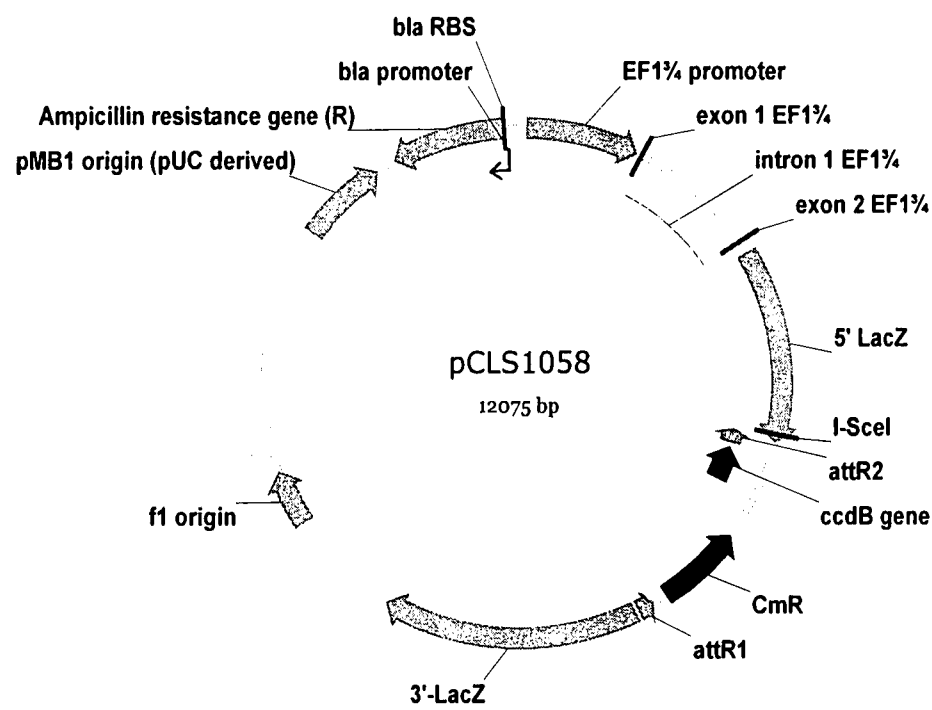 bla RBS
bla promoter
EF1¾ promoter
Ampicillin resistance gene (R)
exon 1 EF1¾
pMB1 origin (pUC derived)
intron 1 EF1¾
exon 2 EF1¾
5' LacZ
pCLS1058
12075 bp
I-SceI
attR2
f1 origin
ccdB gene
CmR
attR1
3'-LacZ